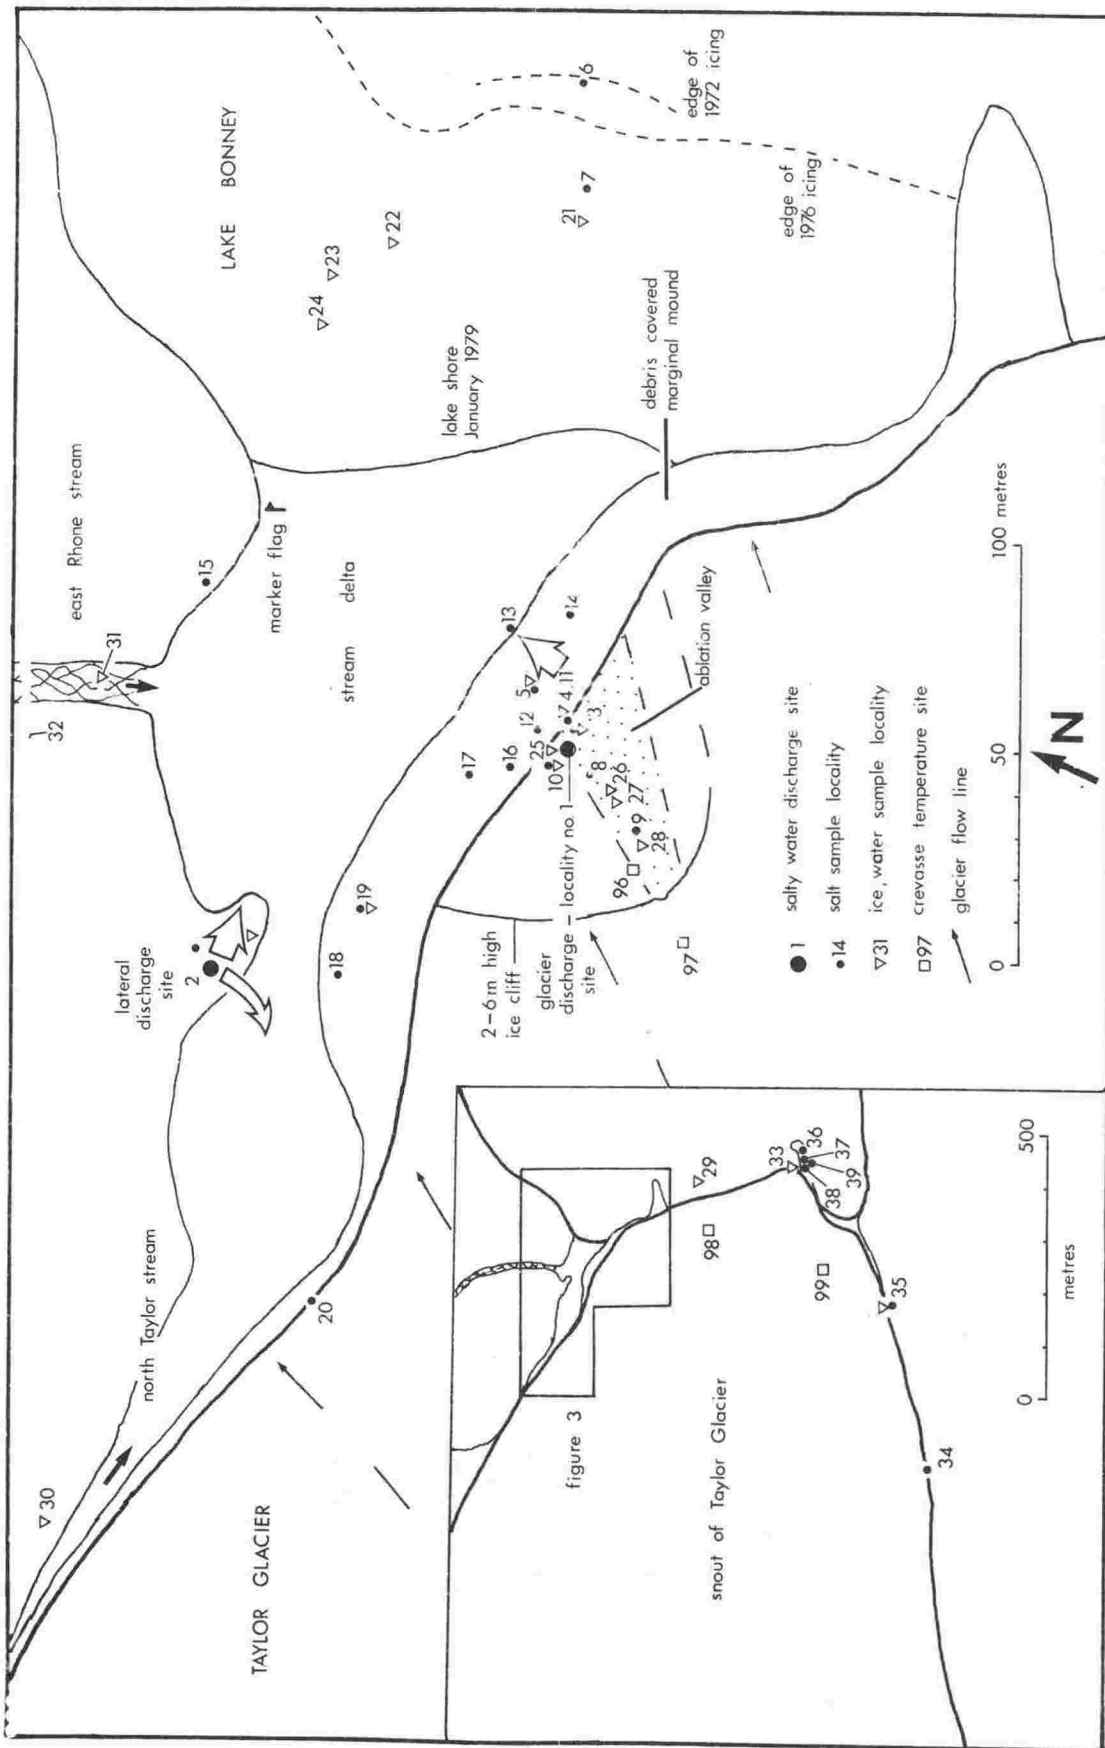 TAYLOR GLACIER
30
north Taylor stream
20
lateral
discharge
site
2
18
19
32
31
east Rhone stream
15
marker flag
stream delta
LAKE BONNEY
24
23
22
21
7
6
edge of
1972 icing
edge of
1976 icing
lake shore
January 1979
debris covered
marginal mound
17
16
12
5
13
14
4.11
3
25
10
8
26
27
9
28
96
97
ablation valley
2-6m high
ice cliff
glacier
discharge - locality no.1
site
1 salty water discharge site
14 salt sample locality
31 ice, water sample locality
97 crevasse temperature site
glacier flow line
0 50 100 metres
N
figure 3
snout of Taylor Glacier
29
98
99
33
36
37
39
38
35
34
0 500
metres